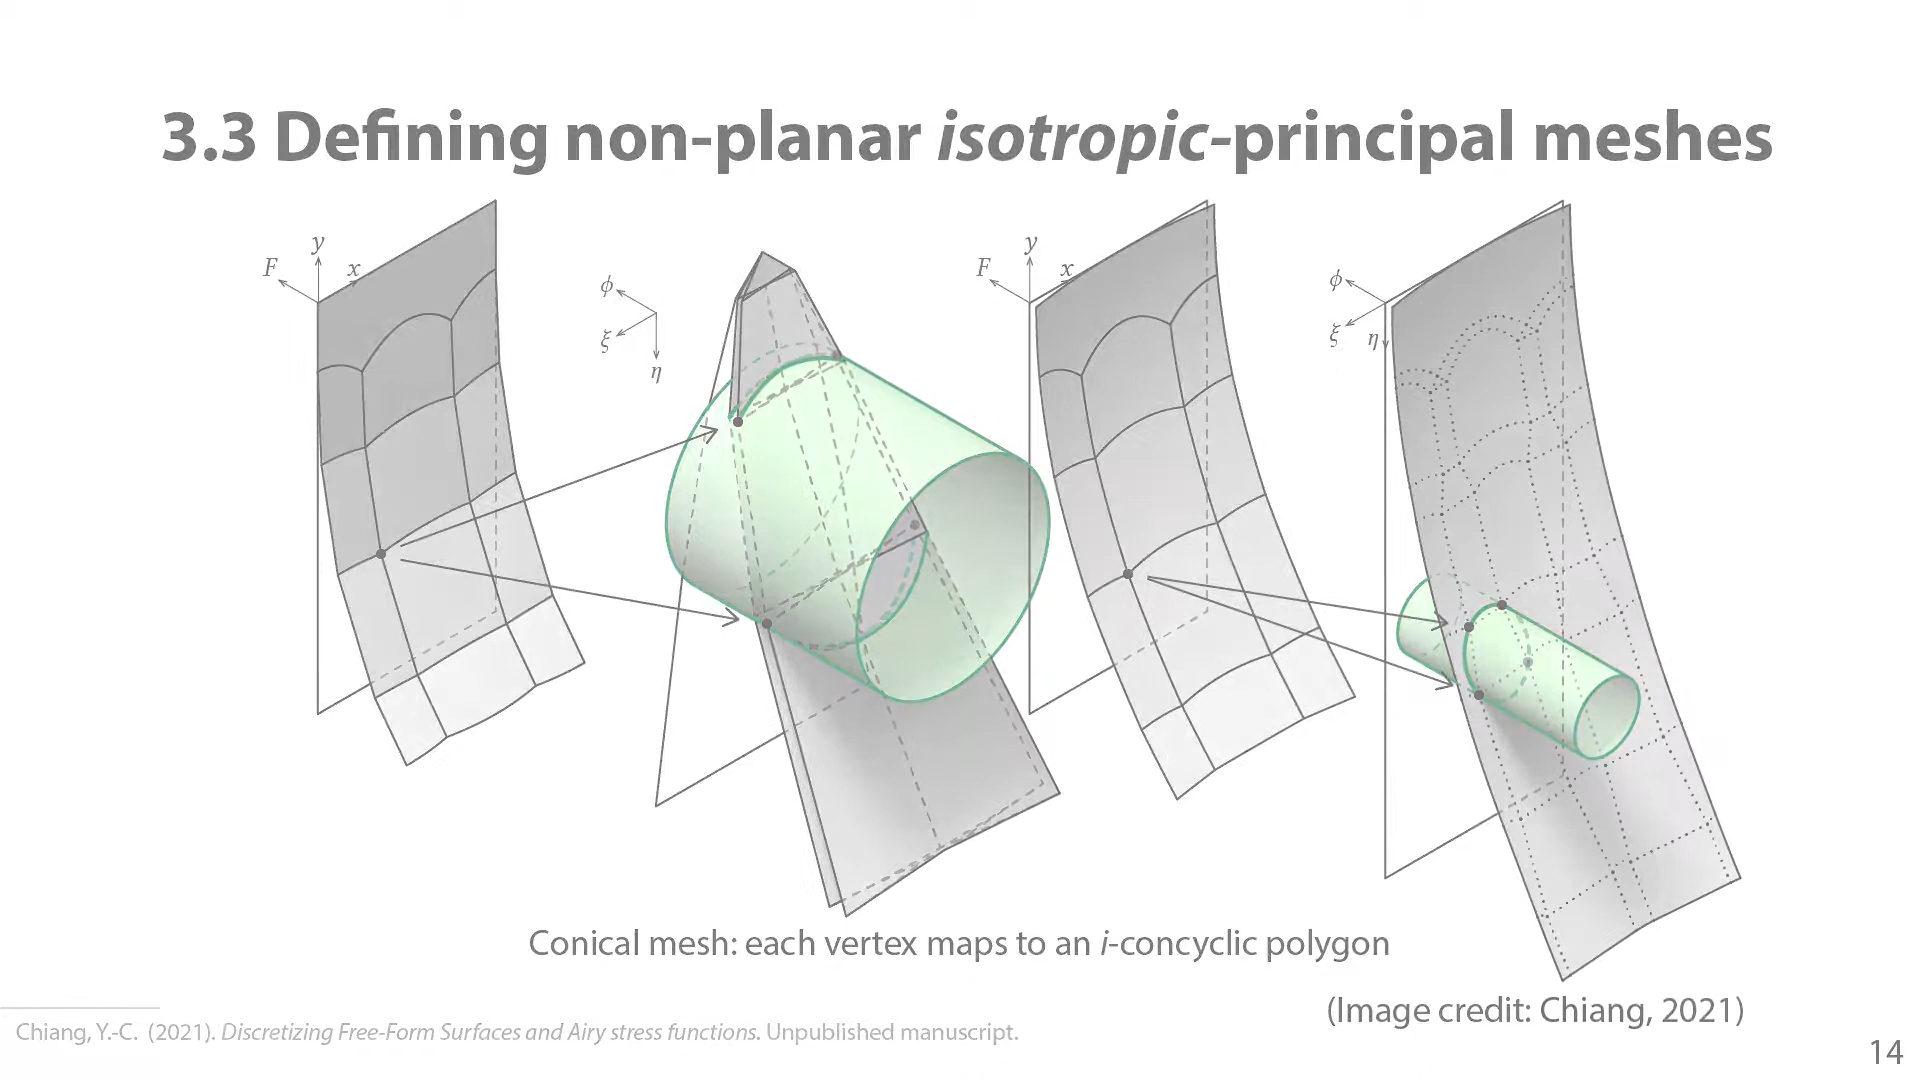 3.3 Defining non-planar isotropic-principal meshes
F
y
x
ϕ
ξ
η
F
y
x
ϕ
ξ
η
Conical mesh: each vertex maps to an i-concyclic polygon
(Image credit: Chiang, 2021)
Chiang, Y.-C. (2021). Discretizing Free-Form Surfaces and Airy stress functions. Unpublished manuscript.
14